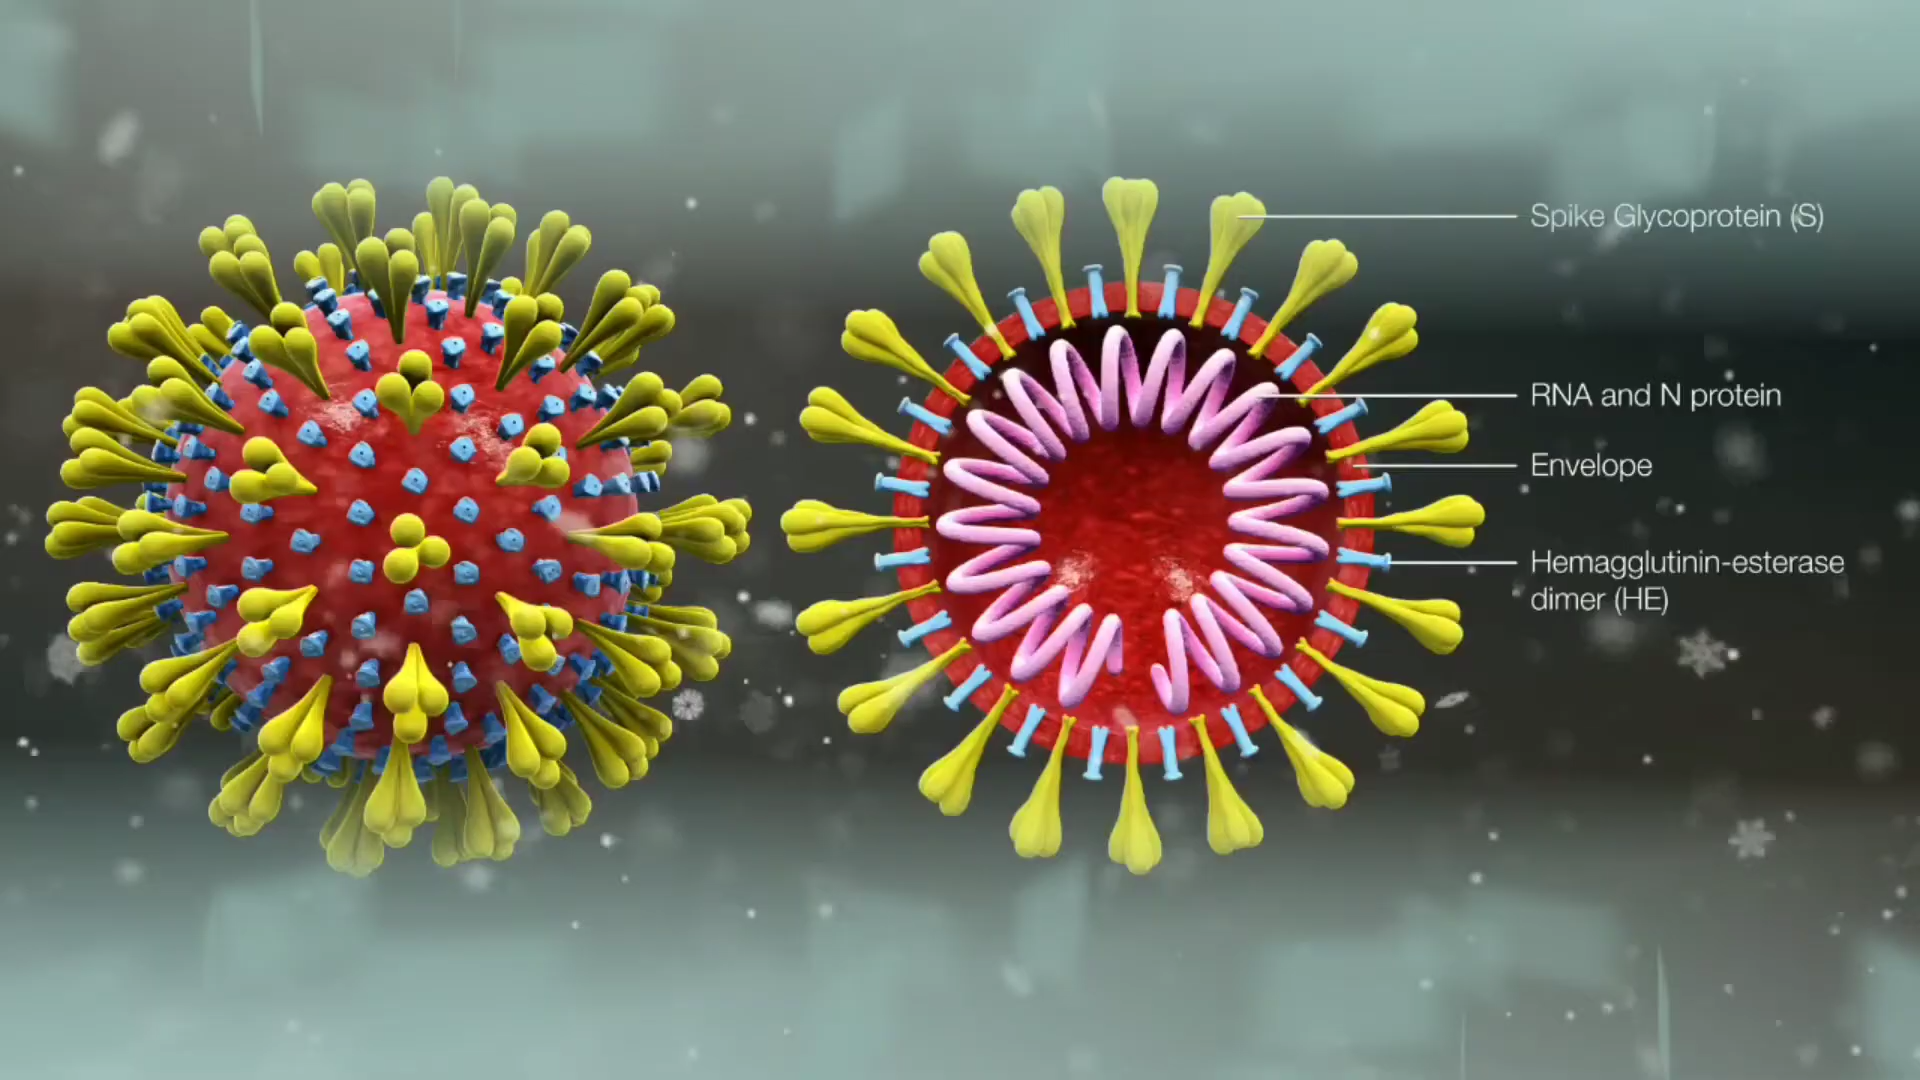 Spike Glycoprotein (S)
RNA and N protein
Envelope
Hemagglutinin-esterase
dimer (HE)